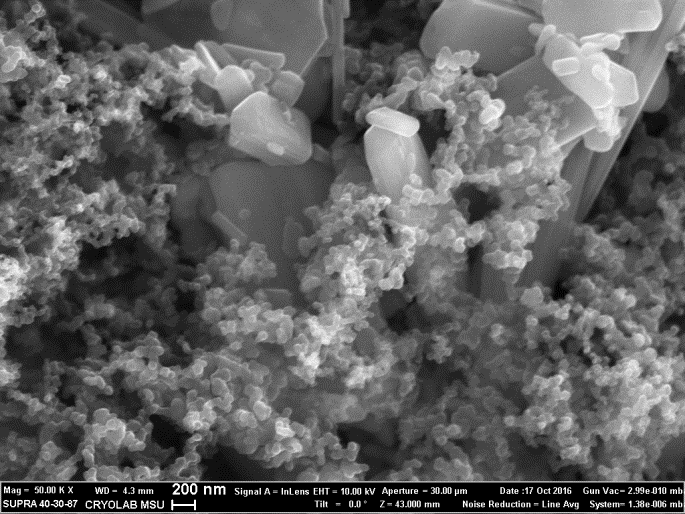 Mag = 50.00 K X WD = 4.3 mm 200 nm Signal A = InLens EHT = 10.00 kV Aperture = 30.00 µm Date :17 Oct 2016 Gun Vac= 2.99e-010 mb
SUPRA 40-30-87 CRYOLAB MSU Tilt = 0.0 ° Z = 43.000 mm Noise Reduction = Line Avg System= 1.38e-006 mb